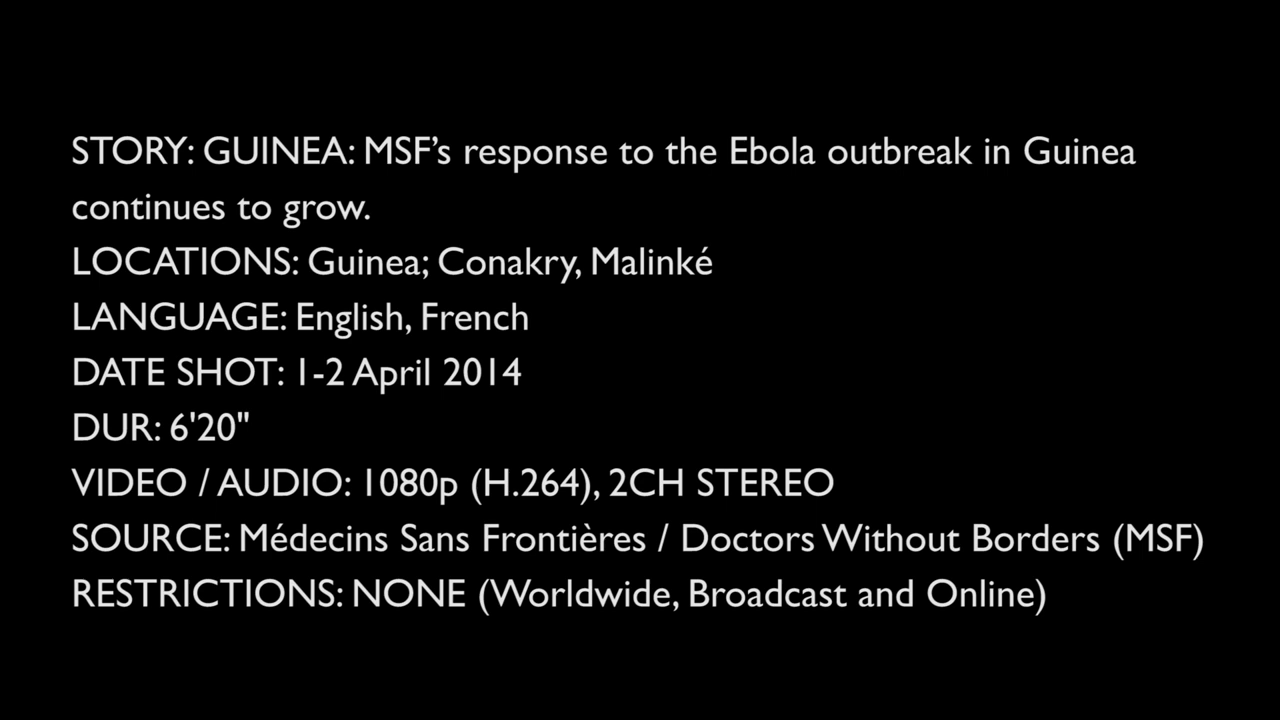 STORY: GUINEA: MSF’s response to the Ebola outbreak in Guinea
continues to grow.
LOCATIONS: Guinea; Conakry, Malinké
LANGUAGE: English, French
DATE SHOT: 1-2 April 2014
DUR: 6'20"
VIDEO / AUDIO: 1080p (H.264), 2CH STEREO
SOURCE: Médecins Sans Frontières / Doctors Without Borders (MSF)
RESTRICTIONS: NONE (Worldwide, Broadcast and Online)